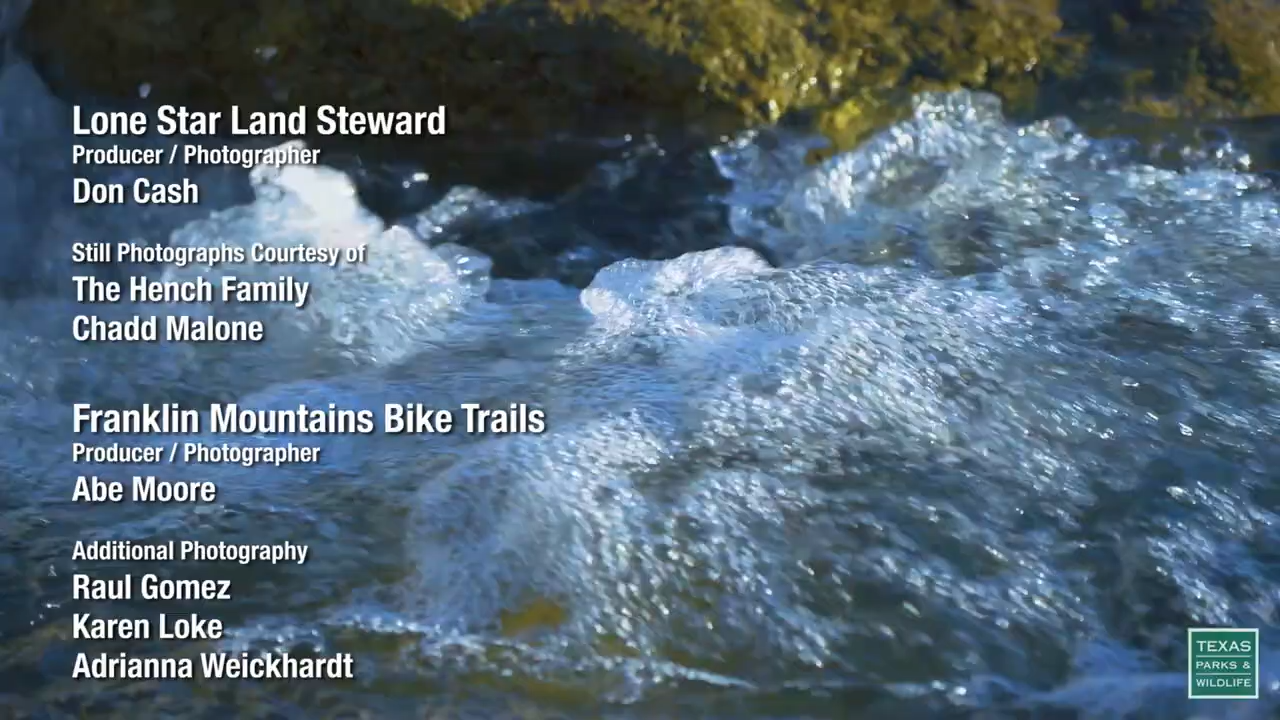 Lone Star Land Steward
Producer / Photographer
Don Cash
Still Photographs Courtesy of
The Hench Family
Chadd Malone
Franklin Mountains Bike Trails
Producer / Photographer
Abe Moore
Additional Photography
Raul Gomez
Karen Loke
Adrianna Weickhardt
TEXAS
PARKS &
WILDLIFE